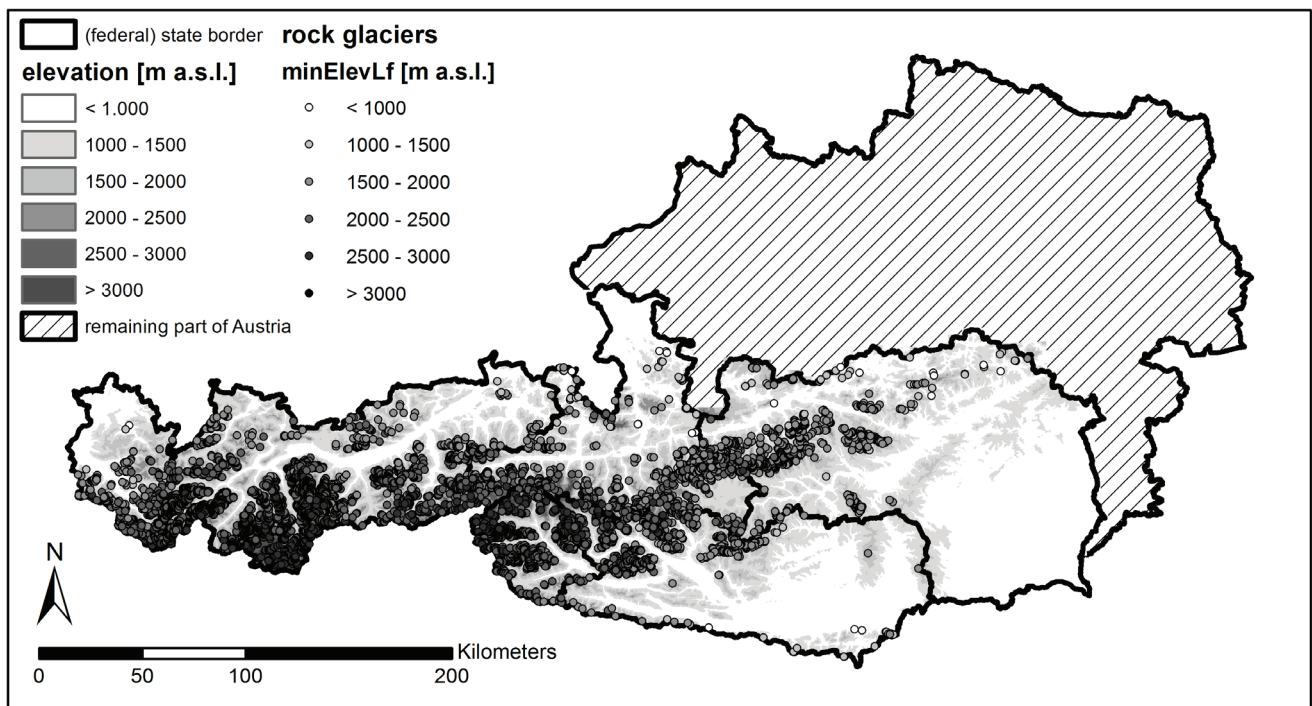 (federal) state border
elevation [m a.s.l.]
< 1.000
1000 - 1500
1500 - 2000
2000 - 2500
2500 - 3000
> 3000
remaining part of Austria
rock glaciers
minElevLf [m a.s.l.]
< 1000
1000 - 1500
1500 - 2000
2000 - 2500
2500 - 3000
> 3000
N
Kilometers
0 50 100 200